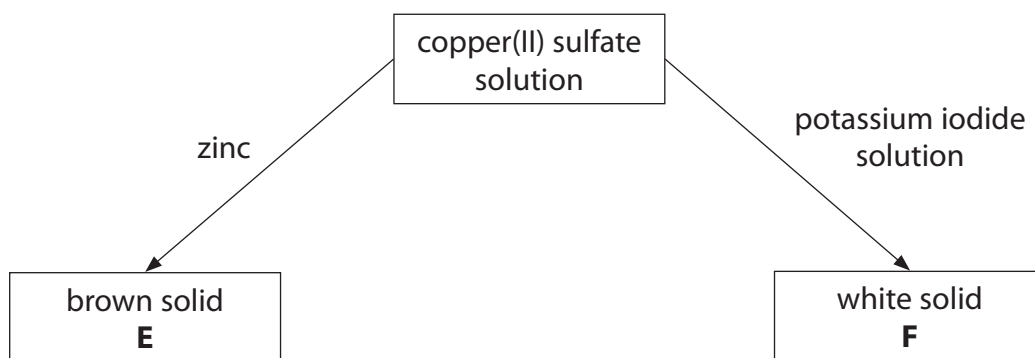 copper(II) sulfate
solution
zinc
potassium iodide
solution
brown solid
E
white solid
F